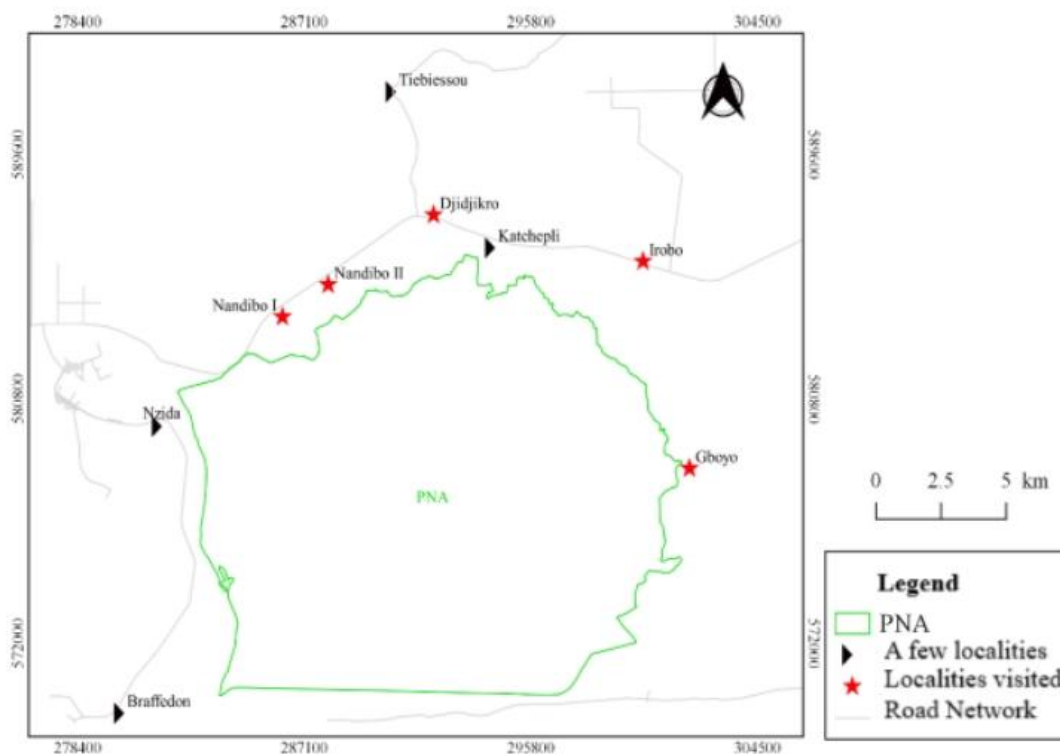 278400 287100 295800 304500
Tiebiessou
589600 589600
Djidjikro
Katchepli
Irobo
Nandibo II
Nandibo I
580800 580800
Nzida
Gboyo
PNA
0 2.5 5 km
572000 572000
Braffedon
278400 287100 295800 304500
Legend
PNA
A few localities
Localities visited
Road Network